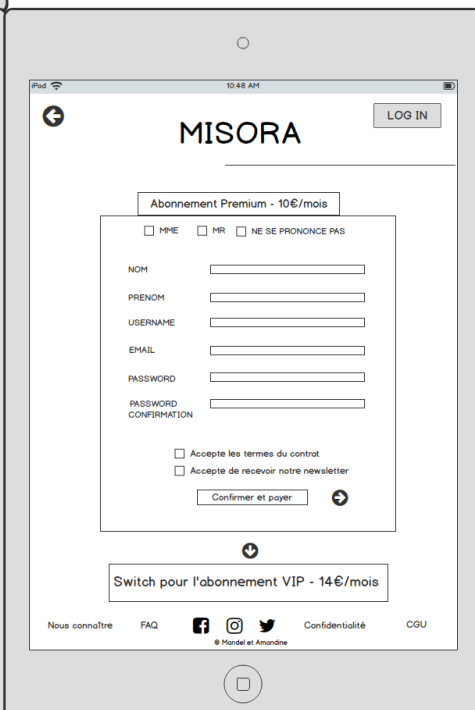 iPad 10:48 AM
LOG IN
MISORA
Abonnement Premium - 10€/mois
MME MR NE SE PRONONCE PAS
NOM
PRENOM
USERNAME
EMAIL
PASSWORD
PASSWORD
CONFIRMATION
Accepte les termes du contrat
Accepte de recevoir notre newsletter
Confirmer et payer
Switch pour l'abonnement VIP - 14€/mois
Nous connaître FAQ Confidentialité CGU
© Mandel et Amandine